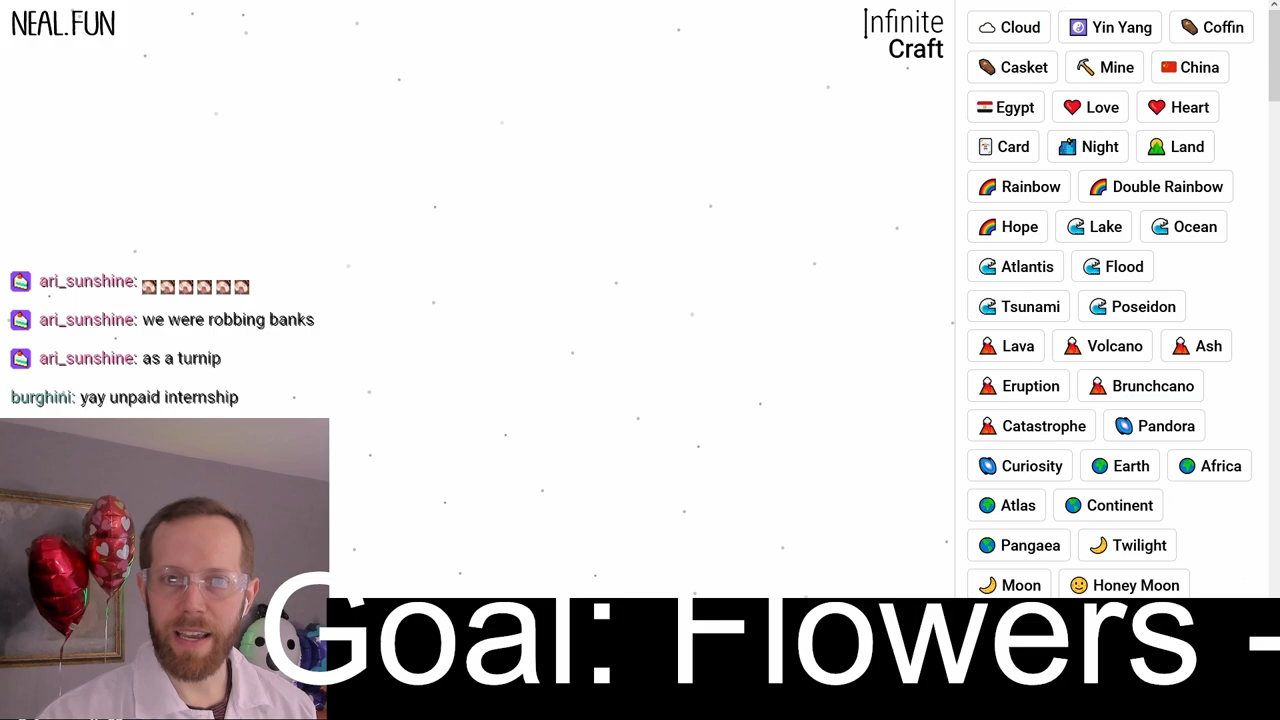 NEAL.FUN
Infinite
Craft
Cloud
Yin Yang
Coffin
Casket
Mine
China
Egypt
Love
Heart
Card
Night
Land
Rainbow
Double Rainbow
Hope
Lake
Ocean
Atlantis
Flood
Tsunami
Poseidon
Lava
Volcano
Ash
Eruption
Brunchcano
Catastrophe
Pandora
Curiosity
Earth
Africa
Atlas
Continent
Pangaea
Twilight
Moon
Honey Moon
ari_sunshine:
ari_sunshine: we were robbing banks
ari_sunshine: as a turnip
burghini: yay unpaid internship
Goal: Flowers -